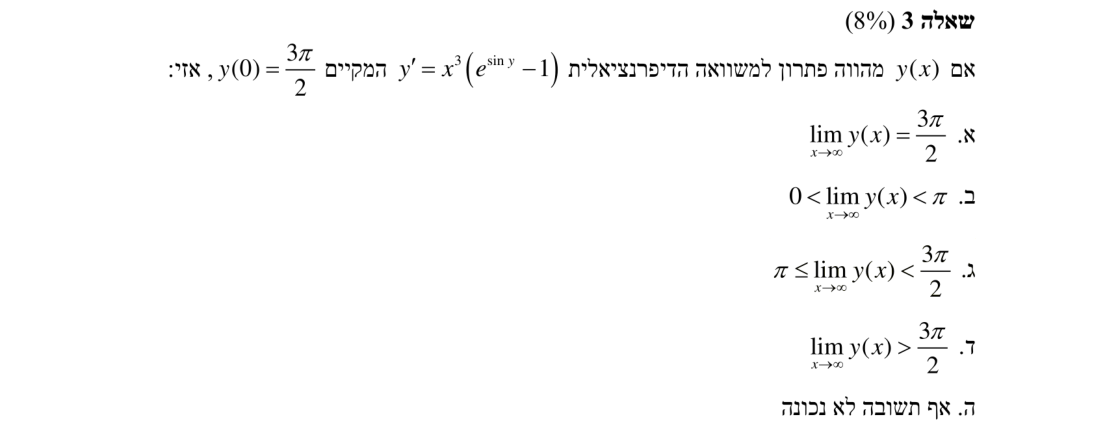 שאלה 3 (8%)
אם y(x) מהווה פתרון למשוואה הדיפרנציאלית y′ = x³(e^{sin y} − 1) המקיים y(0) = 3π/2 , אזי:
א. lim_{x→∞} y(x) = 3π/2
ב. 0 < lim_{x→∞} y(x) < π
ג. π ≤ lim_{x→∞} y(x) < 3π/2
ד. lim_{x→∞} y(x) > 3π/2
ה. אף תשובה לא נכונה